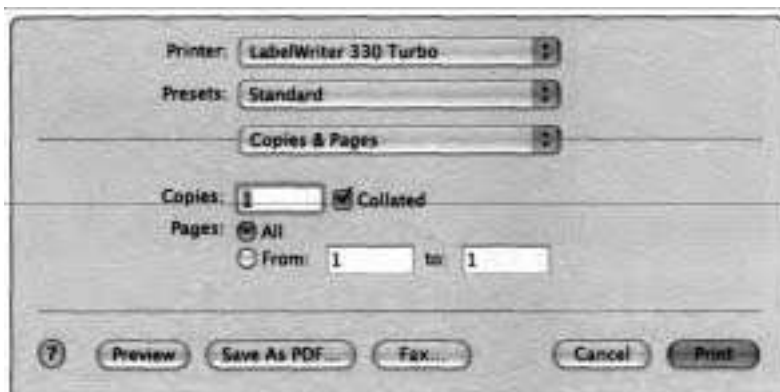 Printer: LabelWriter 330 Turbo
Presets: Standard
Copies & Pages
Copies: 1 Collated
Pages: All
From: 1 to: 1
? Preview Save As PDF... Fax... Cancel Print